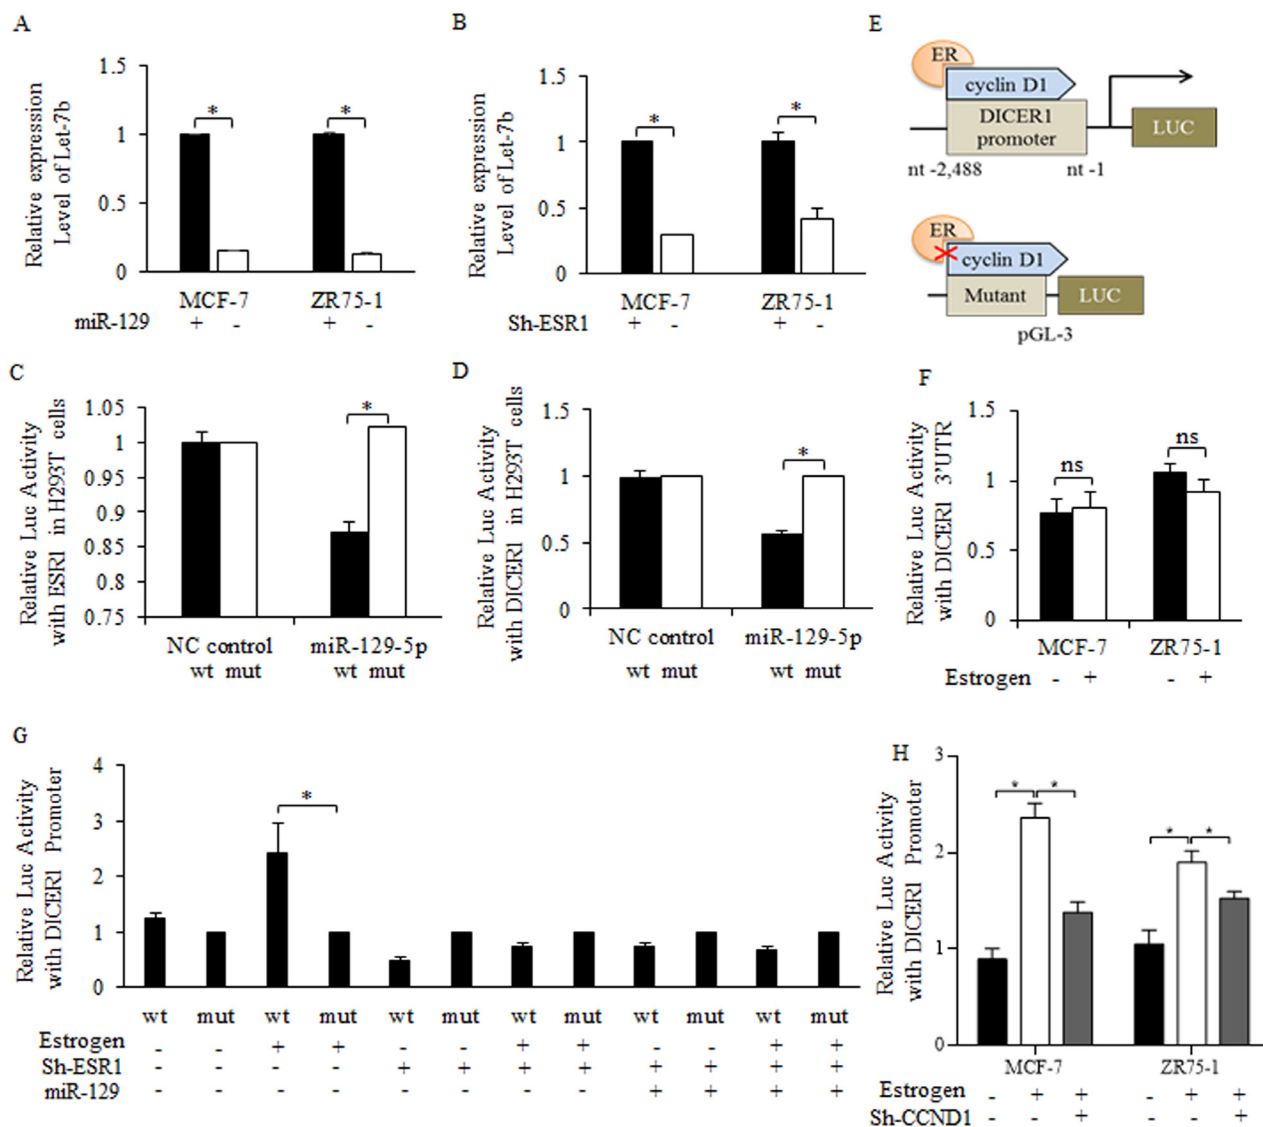 A
Relative expression
Level of Let-7b
1.5
1
0.5
0
*
*
MCF-7 ZR75-1
miR-129 + - + -
B
Relative expression
Level of Let-7b
1.5
1
0.5
0
*
*
MCF-7 ZR75-1
Sh-ESR1 + - + -
E
ER
cyclin D1
DICER1
promoter
LUC
nt -2,488 nt -1
ER
cyclin D1
Mutant LUC
pGL-3
C
Relative Luc Activity
with ESR1 in H293T cells
1.05
1
0.95
0.9
0.85
0.8
0.75
*
NC control miR-129-5p
wt mut wt mut
D
Relative Luc Activity
with DICER1 in H293T cells
1.5
1
0.5
0
*
NC control miR-129-5p
wt mut wt mut
F
Relative Luc Activity
with DICER1 3'UTR
1.5
1
0.5
0
ns
ns
MCF-7 ZR75-1
Estrogen - + - +
G
Relative Luc Activity
with DICER1 Promoter
4
3
2
1
0
*
wt mut wt mut wt mut wt mut wt mut wt mut
Estrogen - - + + - - + + - - + +
Sh-ESR1 - - - - + + + + + + + +
miR-129 - - - - - - - - + + + +
H
Relative Luc Activity
with DICER1 Promoter
3
2
1
0
* *
* *
MCF-7 ZR75-1
Estrogen - + + - + +
Sh-CCND1 - - + - - +